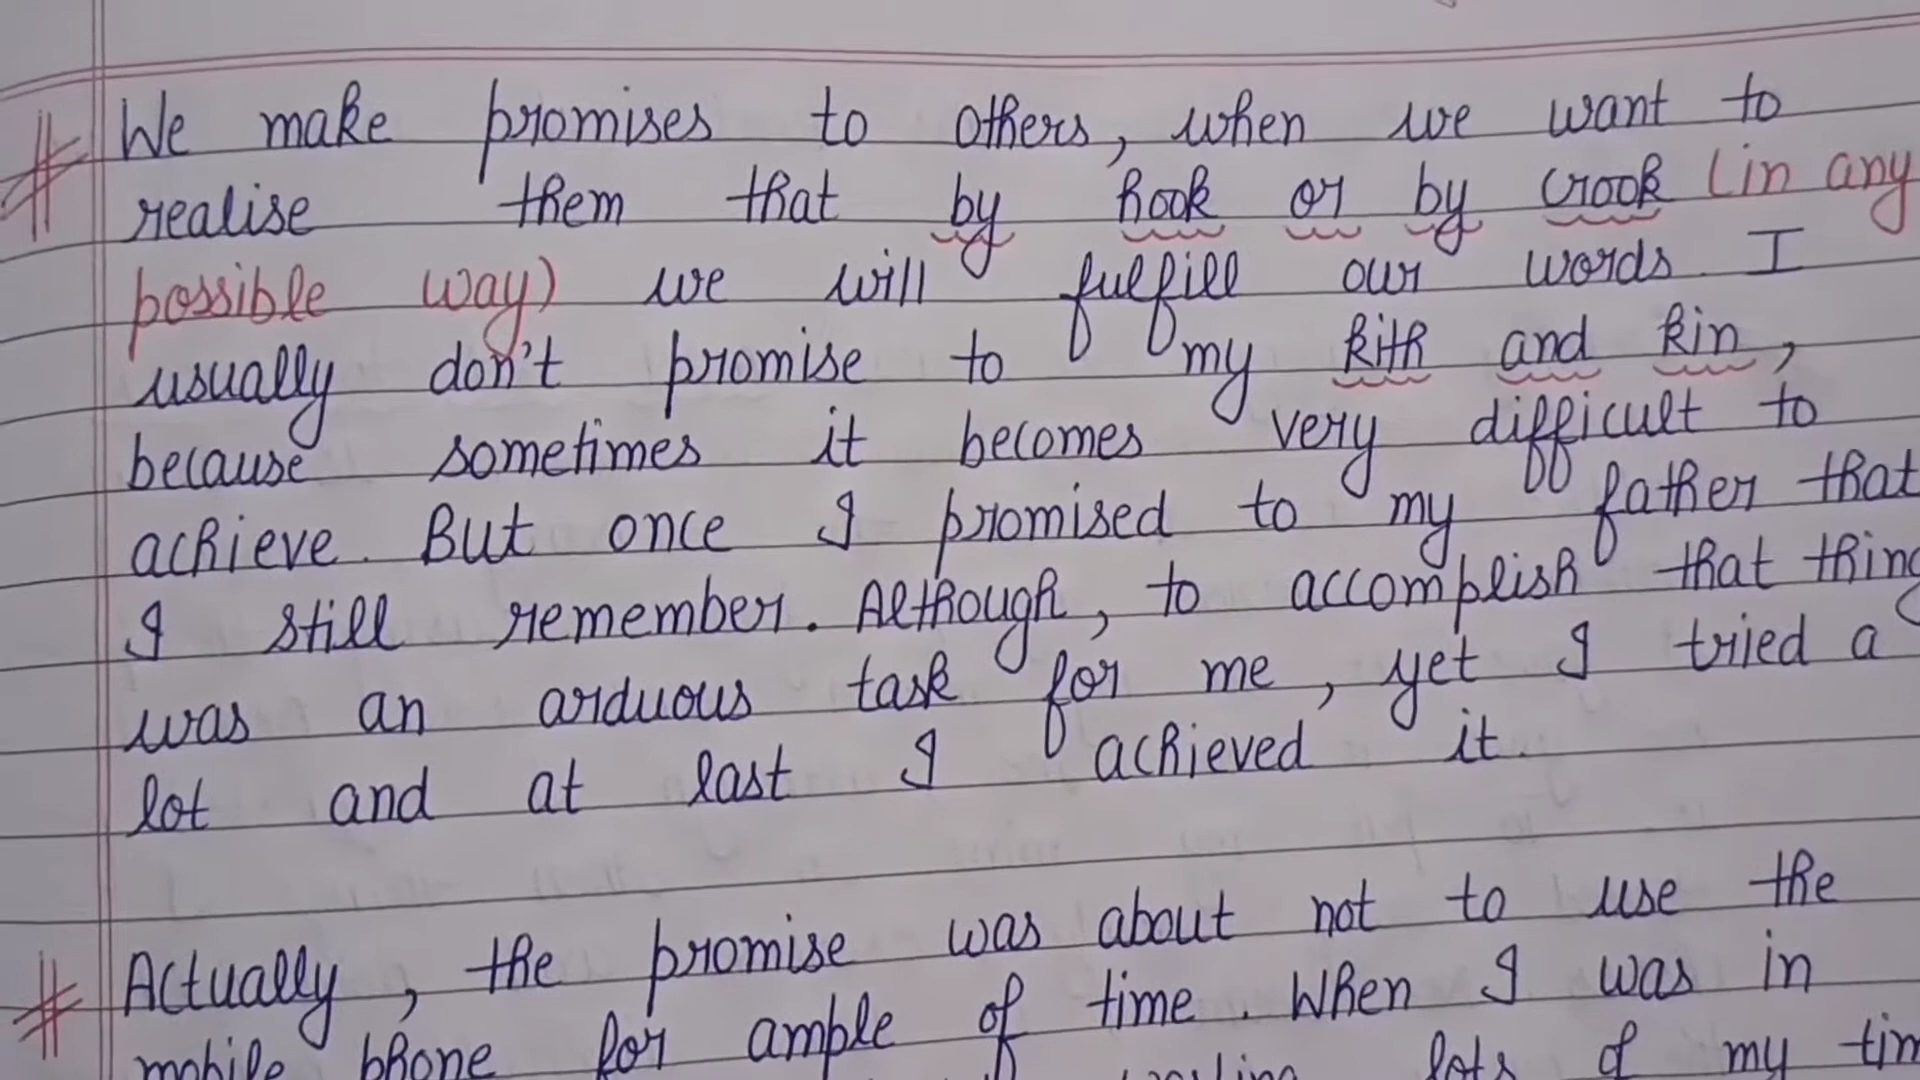 # We make promises to others, when we want to
realise them that by hook or by crook (in any
possible way) we will fulfill our words. I
usually don't promise to my kith and kin,
because sometimes it becomes very difficult to
achieve. But once I promised to my father that
I still remember. Although, to accomplish that thing
was an arduous task for me, yet I tried a
lot and at last I achieved it.
# Actually, the promise was about not to use the
mobile phone for ample of time. When I was in
lots of my